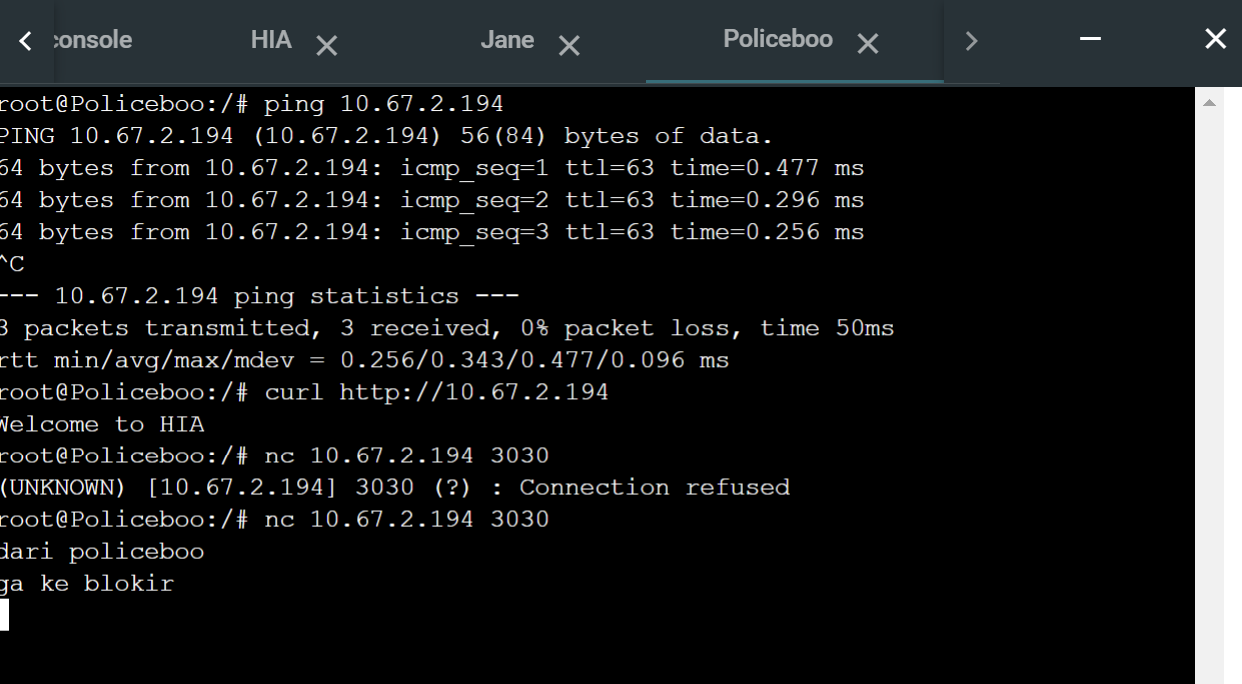 console HIA Jane Policeboo
root@Policeboo:/# ping 10.67.2.194
PING 10.67.2.194 (10.67.2.194) 56(84) bytes of data.
64 bytes from 10.67.2.194: icmp_seq=1 ttl=63 time=0.477 ms
64 bytes from 10.67.2.194: icmp_seq=2 ttl=63 time=0.296 ms
64 bytes from 10.67.2.194: icmp_seq=3 ttl=63 time=0.256 ms
^C
--- 10.67.2.194 ping statistics ---
3 packets transmitted, 3 received, 0% packet loss, time 50ms
rtt min/avg/max/mdev = 0.256/0.343/0.477/0.096 ms
root@Policeboo:/# curl http://10.67.2.194
Welcome to HIA
root@Policeboo:/# nc 10.67.2.194 3030
(UNKNOWN) [10.67.2.194] 3030 (?) : Connection refused
root@Policeboo:/# nc 10.67.2.194 3030
dari policeboo
ga ke blokir